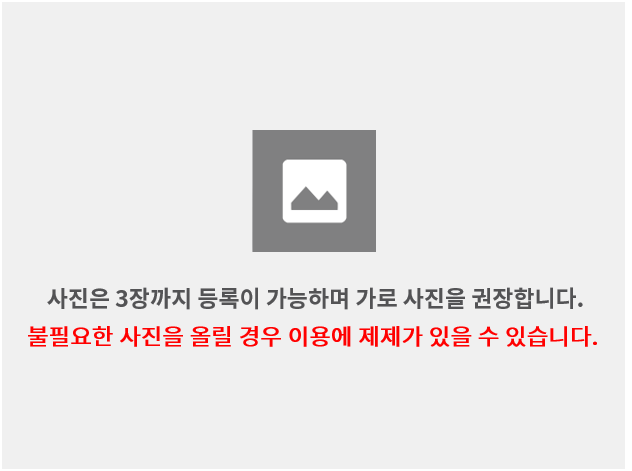 사진은 3장까지 등록이 가능하며 가로 사진을 권장합니다.
불필요한 사진을 올릴 경우 이용에 제제가 있을 수 있습니다.